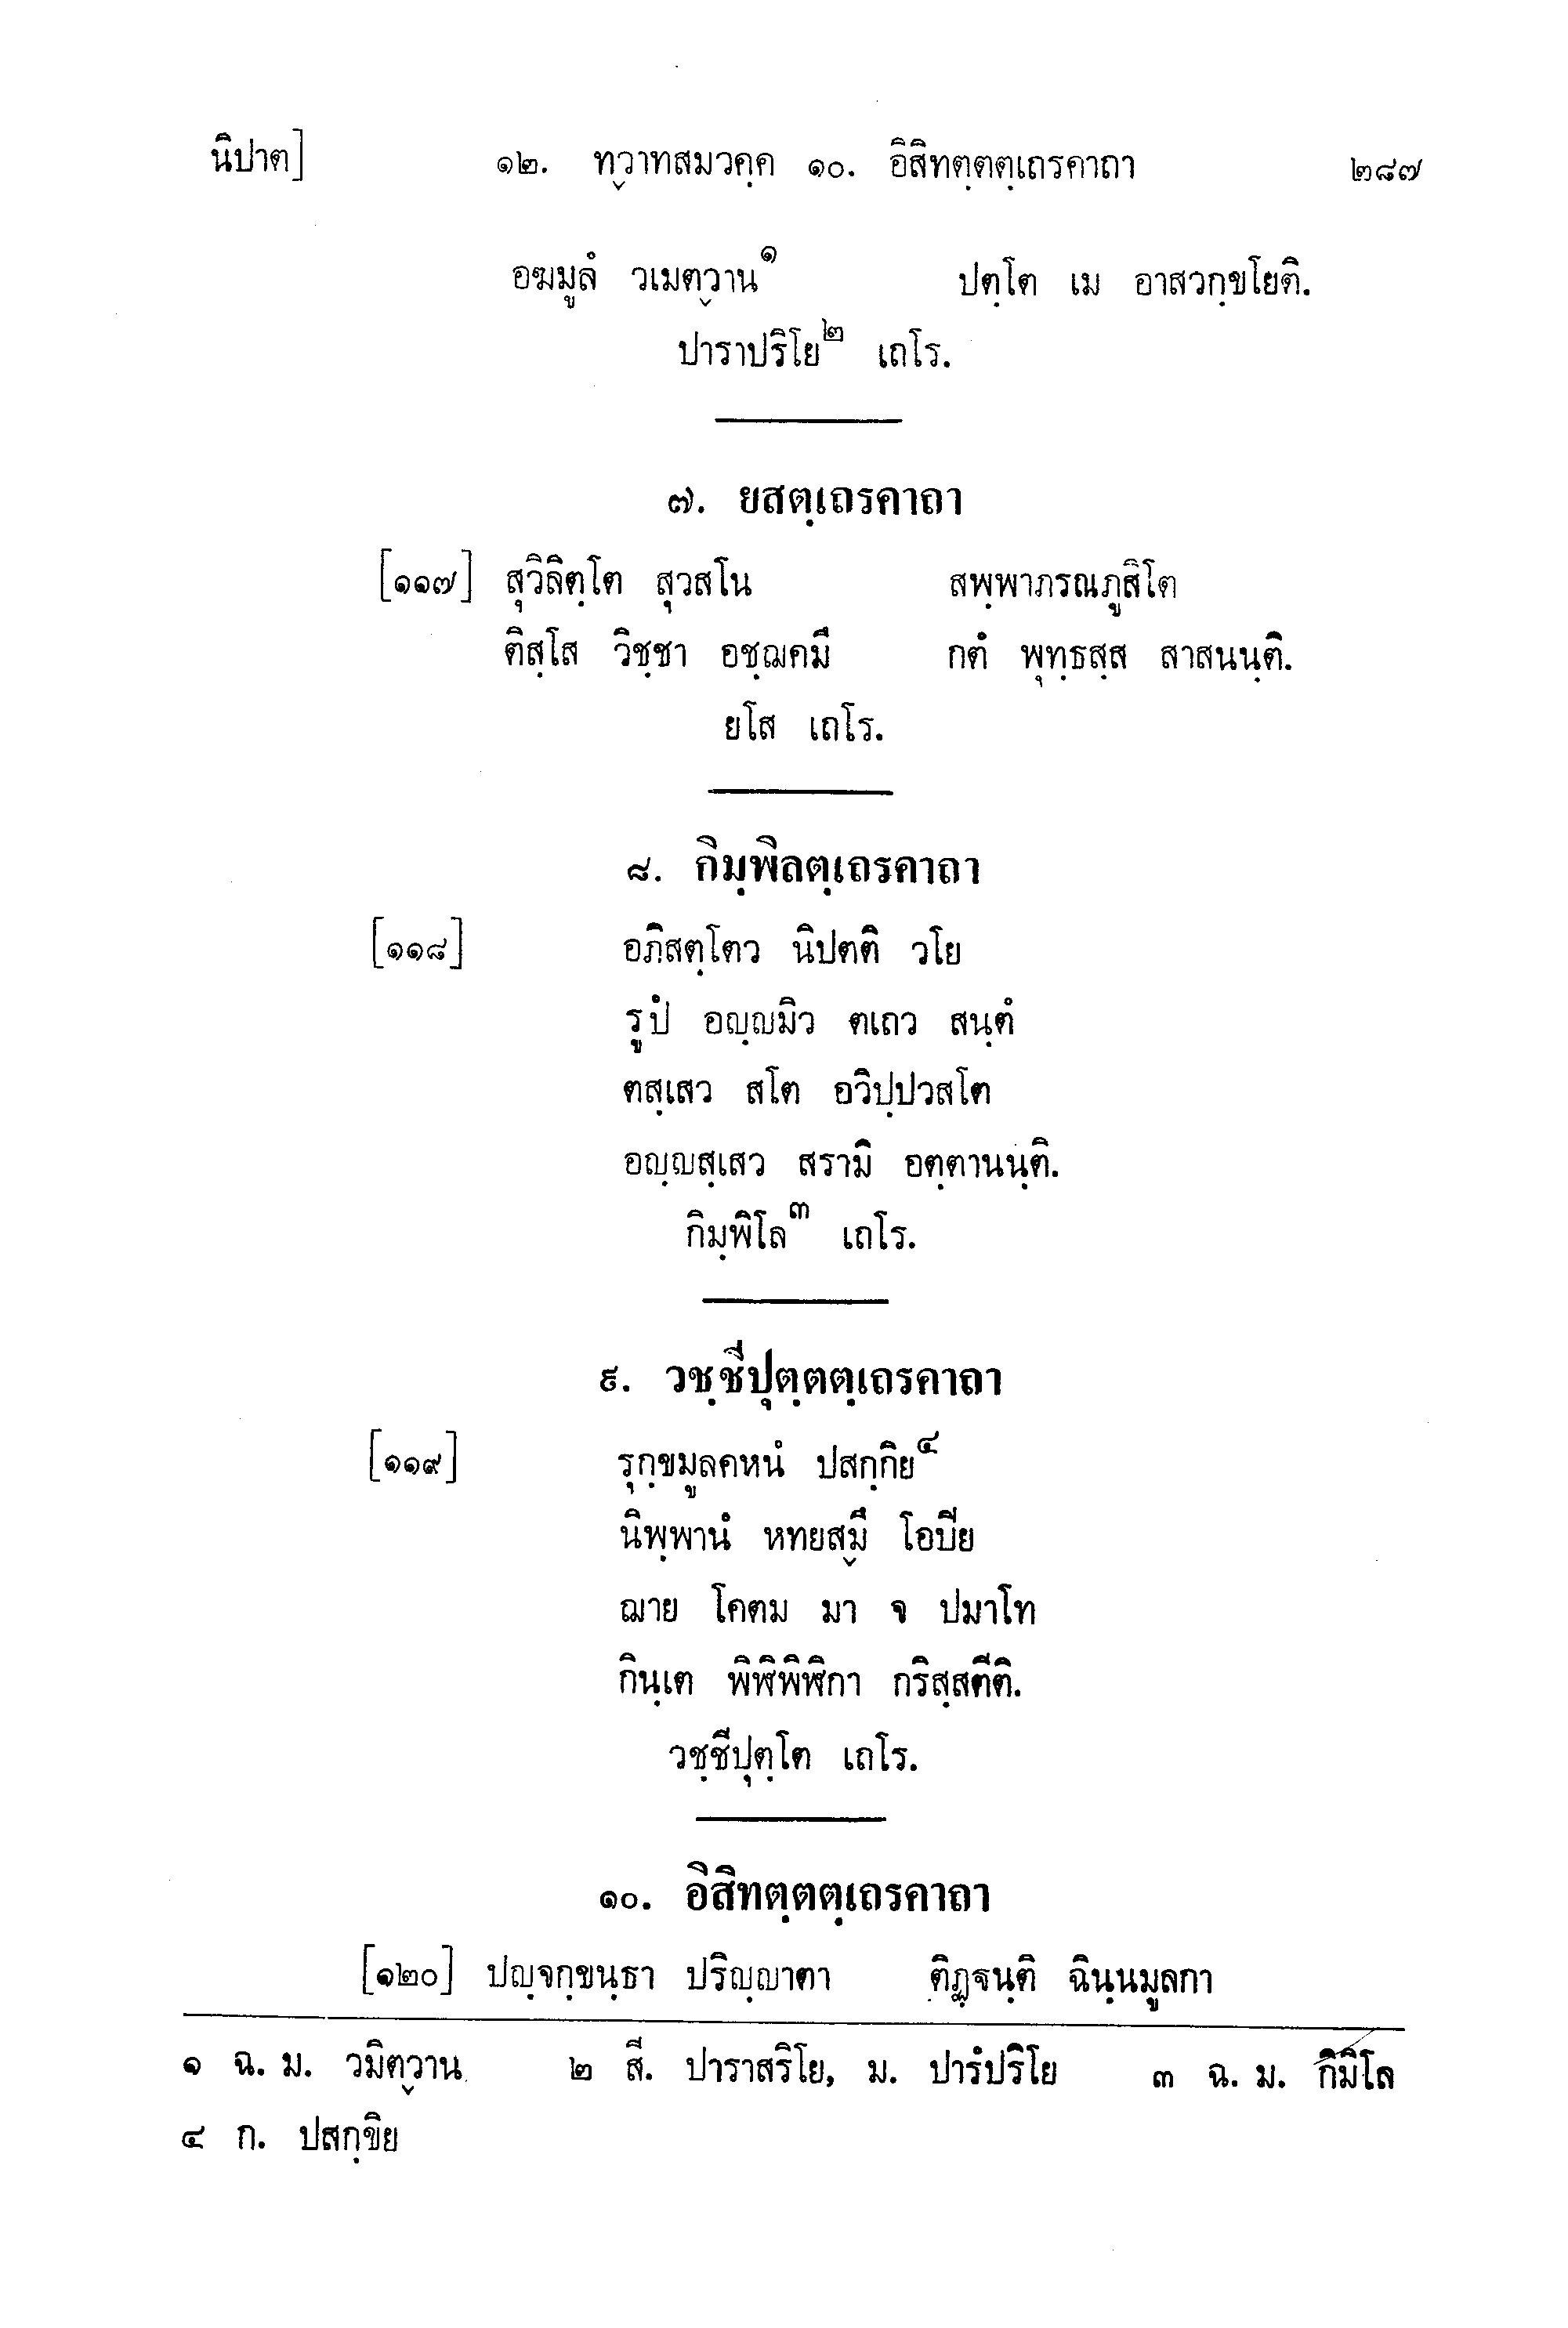 นิปาต] ๑๒. ทฺวาทสมวคฺค ๑๐. อิสิทตฺตตฺเถรคาถา ๒๘๗
อฆมูลํ วเมตฺวาน๑ ปตฺโต เม อาสวกฺขโยติ.
ปาราปริโย๒ เถโร.
๗. ยสตฺเถรคาถา
[๑๑๗] สุวิลิตฺโต สุวสโน สพฺพาภรณภูสิโต
ติสฺโส วิชฺชา อชฺฌคมึ กตํ พุทฺธสฺส สาสนนฺติ.
ยโส เถโร.
๘. กิมฺพิลตฺเถรคาถา
[๑๑๘] อภิสตฺโตว นิปตติ วโย
รูปํ อญฺญมิว ตเถว สนฺตํ
ตสฺเสว สโต อวิปฺปวสโต
อญฺญสฺเสว สรามิ อตฺตานนฺติ.
กิมฺพิโล๓ เถโร.
๙. วชฺชีปุตฺตตฺเถรคาถา
[๑๑๙] รุกฺขมูลคหนํ ปสกฺกิย๔
นิพฺพานํ หทยสฺมึ โอปิย
ฌาย โคตม มา จ ปมาโท
กินฺเต พิฬิพิฬิกา กริสฺสตีติ.
วชฺชีปุตฺโต เถโร.
๑๐. อิสิทตฺตตฺเถรคาถา
[๑๒๐] ปญฺจกฺขนฺธา ปริญฺญาตา ติฏฺฐนฺติ ฉินฺนมูลกา
๑ ฉ. ม. วมิตฺวาน ๒ สี. ปาราสริโย, ม. ปารํปริโย ๓ ฉ. ม. กิมิโล
๔ ก. ปสกฺขิย